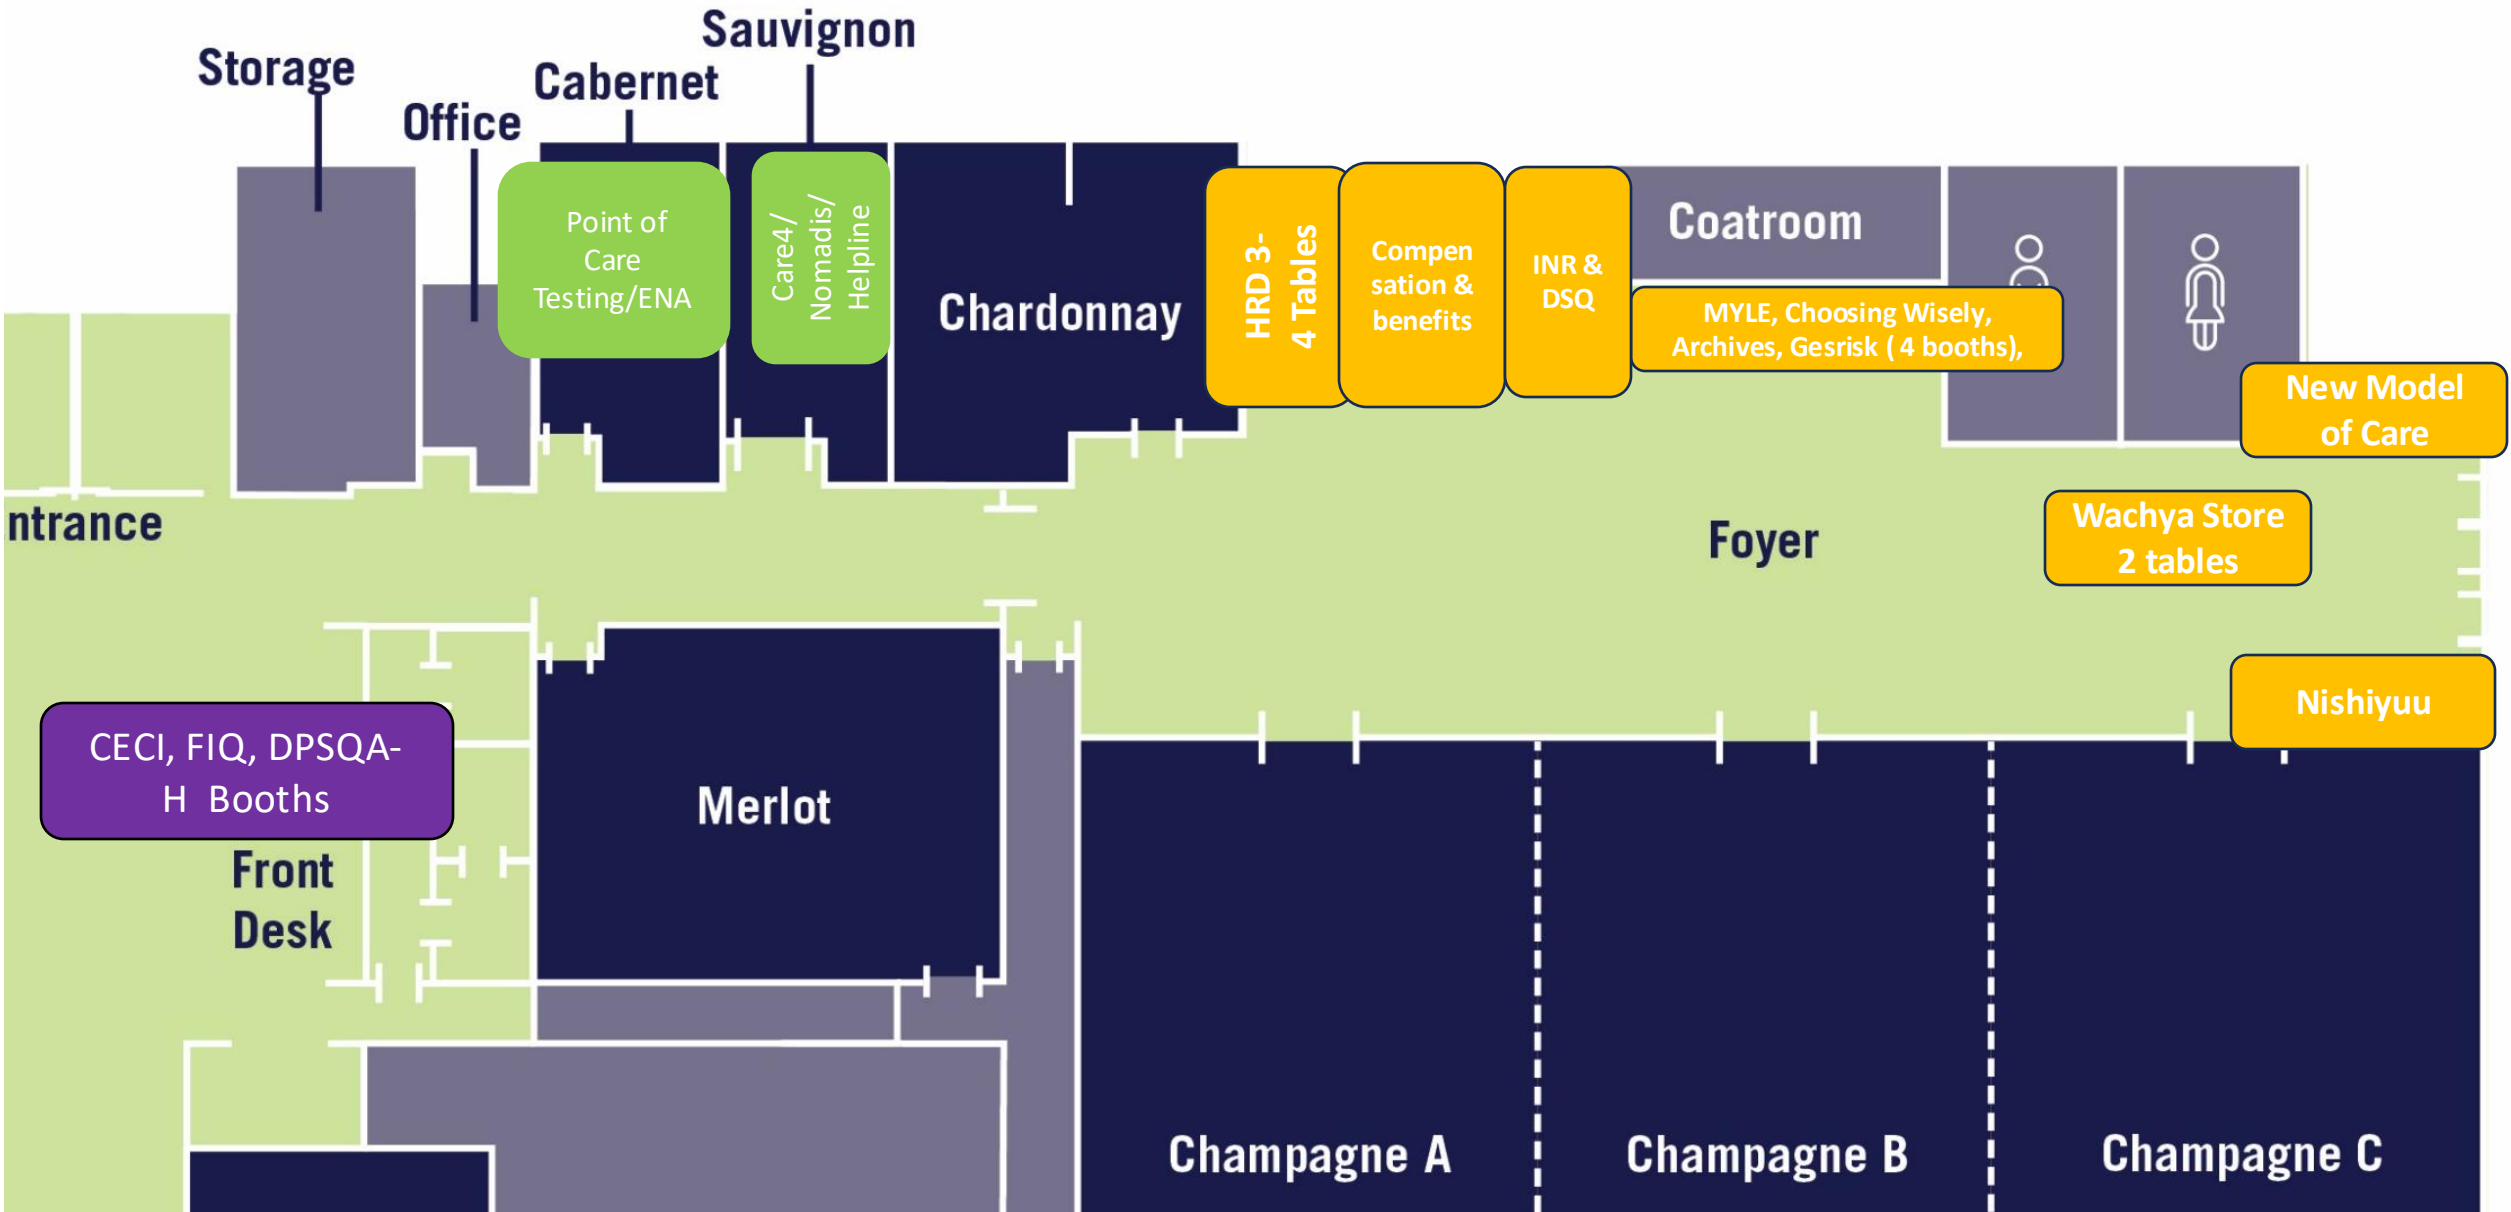 Sauvignon
Storage
Cabernet
Office
Point of
Care
Testing/ENA
Care4/
Nomadis/
Helpline
Chardonnay
HRD 3-
4 Tables
Compen
sation &
benefits
INR &
DSQ
Coatroom
MYLE, Choosing Wisely,
Archives, Gesrisk ( 4 booths),
New Model
of Care
ntrance
Foyer
Wachya Store
2 tables
Nishiyuu
CECI, FIQ, DPSQA-
H Booths
Merlot
Front
Desk
Champagne A
Champagne B
Champagne C